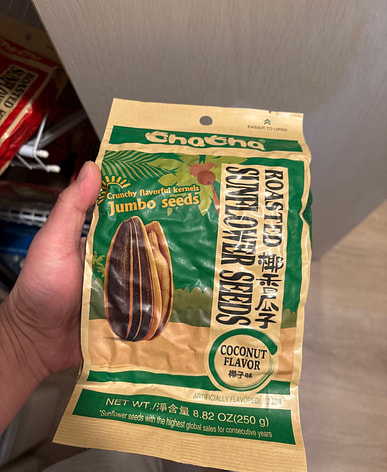 EASIER TO OPEN
ChaCha
Crunchy flavorful kernels
Jumbo seeds
ROASTED 椰香瓜子
SUNFLOWER SEEDS
COCONUT
FLAVOR
椰子味
ARTIFICIALLY FLAVORED
NET WT./淨含量 8.82 OZ(250 g)
*Sunflower seeds with the highest global sales for consecutive years
ROASTED
SUNFLOWER